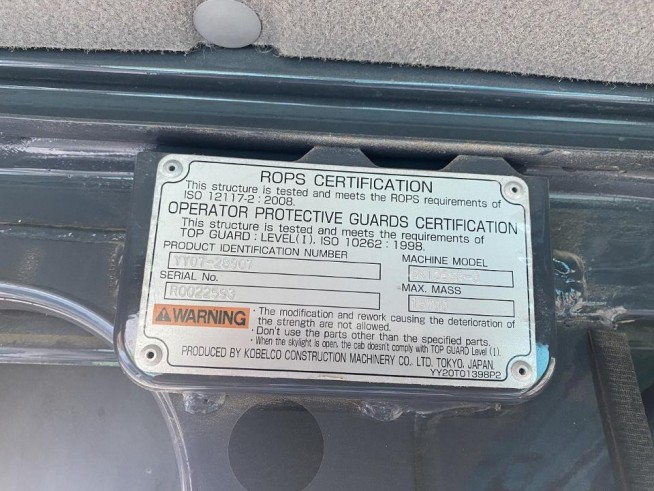 ROPS CERTIFICATION
This structure is tested and meets the ROPS requirements of
ISO 12117-2 : 2008.
OPERATOR PROTECTIVE GUARDS CERTIFICATION
This structure is tested and meets the requirements of
TOP GUARD : LEVEL(I). ISO 10262 : 1998.
PRODUCT IDENTIFICATION NUMBER
MACHINE MODEL
SERIAL No.
R0022593
MAX. MASS
WARNING
· The modification and rework causing the deterioration of
the strength are not allowed.
· Don't use the parts other than the specified parts.
· When the skylight is open, the cab doesn't comply with TOP GUARD Level (I).
PRODUCED BY KOBELCO CONSTRUCTION MACHINERY CO., LTD. TOKYO, JAPAN.
YY20T01398P2